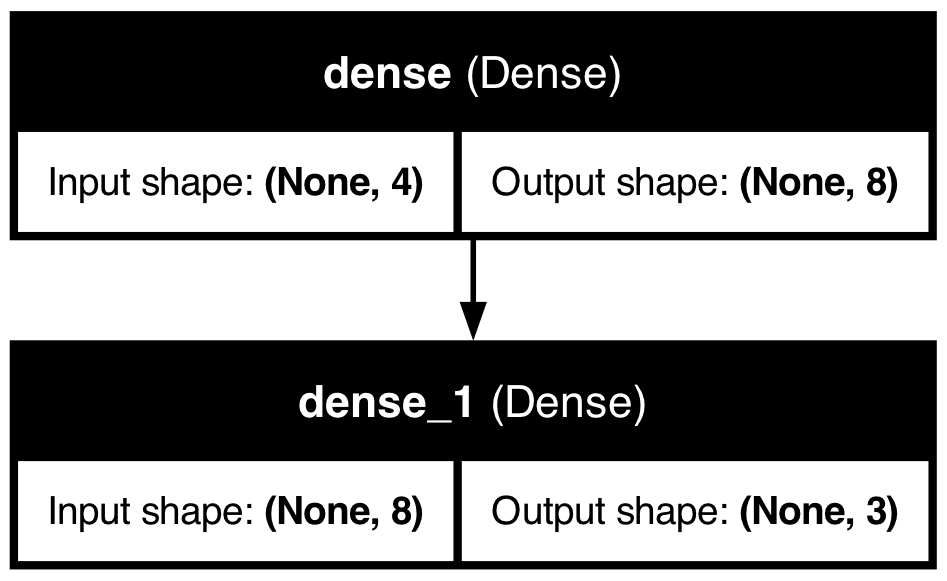 dense (Dense)
Input shape: (None, 4) Output shape: (None, 8)
dense_1 (Dense)
Input shape: (None, 8) Output shape: (None, 3)